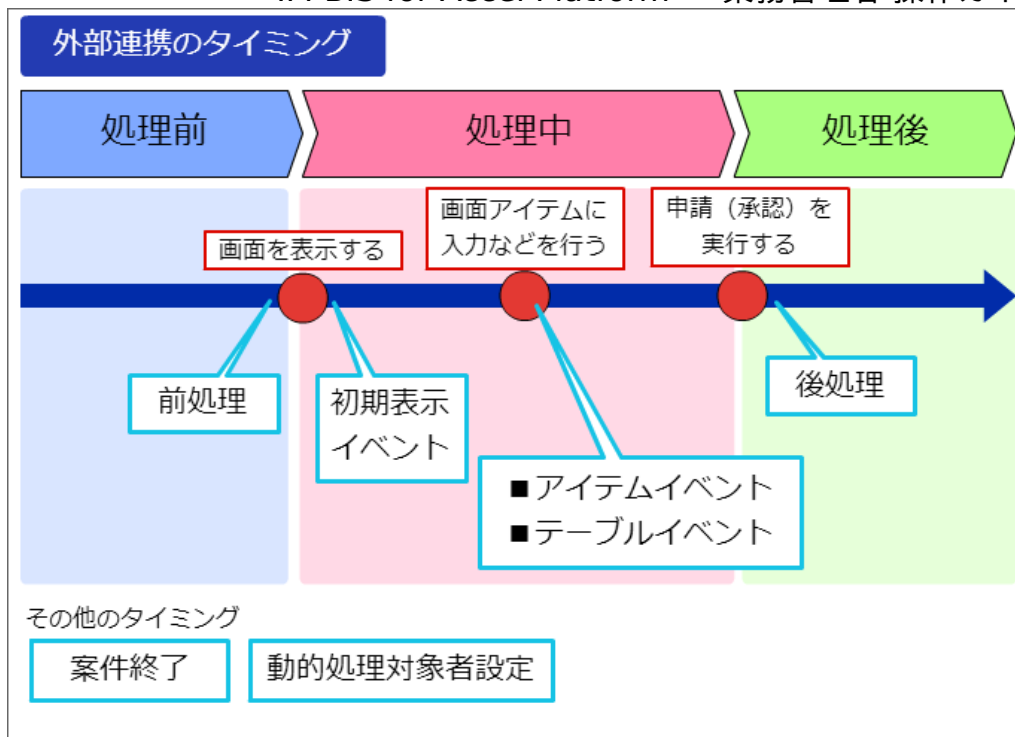 外部連携のタイミング
処理前
処理中
処理後
画面を表示する
画面アイテムに
入力などを行う
申請（承認）を
実行する
前処理
初期表示
イベント
■アイテムイベント
■テーブルイベント
後処理
その他のタイミング
案件終了
動的処理対象者設定